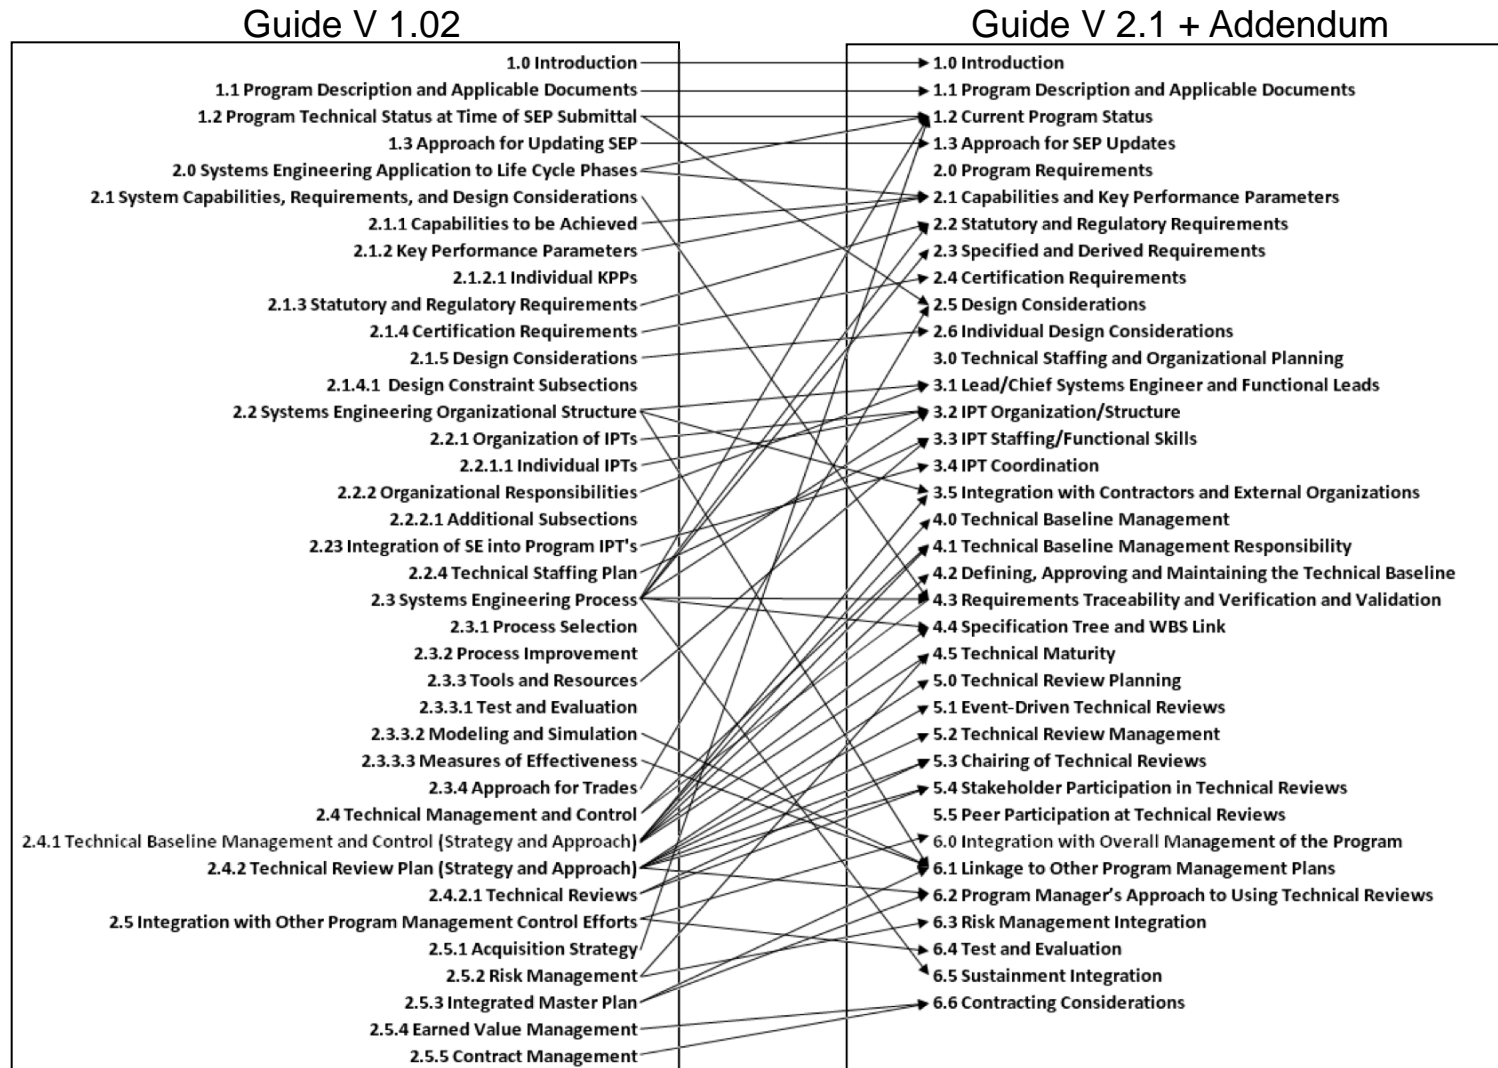 Guide V 1.02
1.0 Introduction
1.1 Program Description and Applicable Documents
1.2 Program Technical Status at Time of SEP Submittal
1.3 Approach for Updating SEP
2.0 Systems Engineering Application to Life Cycle Phases
2.1 System Capabilities, Requirements, and Design Considerations
2.1.1 Capabilities to be Achieved
2.1.2 Key Performance Parameters
2.1.2.1 Individual KPPs
2.1.3 Statutory and Regulatory Requirements
2.1.4 Certification Requirements
2.1.5 Design Considerations
2.1.4.1 Design Constraint Subsections
2.2 Systems Engineering Organizational Structure
2.2.1 Organization of IPTs
2.2.1.1 Individual IPTs
2.2.2 Organizational Responsibilities
2.2.2.1 Additional Subsections
2.23 Integration of SE into Program IPT's
2.2.4 Technical Staffing Plan
2.3 Systems Engineering Process
2.3.1 Process Selection
2.3.2 Process Improvement
2.3.3 Tools and Resources
2.3.3.1 Test and Evaluation
2.3.3.2 Modeling and Simulation
2.3.3.3 Measures of Effectiveness
2.3.4 Approach for Trades
2.4 Technical Management and Control
2.4.1 Technical Baseline Management and Control (Strategy and Approach)
2.4.2 Technical Review Plan (Strategy and Approach)
2.4.2.1 Technical Reviews
2.5 Integration with Other Program Management Control Efforts
2.5.1 Acquisition Strategy
2.5.2 Risk Management
2.5.3 Integrated Master Plan
2.5.4 Earned Value Management
2.5.5 Contract Management
Guide V 2.1 + Addendum
1.0 Introduction
1.1 Program Description and Applicable Documents
1.2 Current Program Status
1.3 Approach for SEP Updates
2.0 Program Requirements
2.1 Capabilities and Key Performance Parameters
2.2 Statutory and Regulatory Requirements
2.3 Specified and Derived Requirements
2.4 Certification Requirements
2.5 Design Considerations
2.6 Individual Design Considerations
3.0 Technical Staffing and Organizational Planning
3.1 Lead/Chief Systems Engineer and Functional Leads
3.2 IPT Organization/Structure
3.3 IPT Staffing/Functional Skills
3.4 IPT Coordination
3.5 Integration with Contractors and External Organizations
4.0 Technical Baseline Management
4.1 Technical Baseline Management Responsibility
4.2 Defining, Approving and Maintaining the Technical Baseline
4.3 Requirements Traceability and Verification and Validation
4.4 Specification Tree and WBS Link
4.5 Technical Maturity
5.0 Technical Review Planning
5.1 Event-Driven Technical Reviews
5.2 Technical Review Management
5.3 Chairing of Technical Reviews
5.4 Stakeholder Participation in Technical Reviews
5.5 Peer Participation at Technical Reviews
6.0 Integration with Overall Management of the Program
6.1 Linkage to Other Program Management Plans
6.2 Program Manager's Approach to Using Technical Reviews
6.3 Risk Management Integration
6.4 Test and Evaluation
6.5 Sustainment Integration
6.6 Contracting Considerations